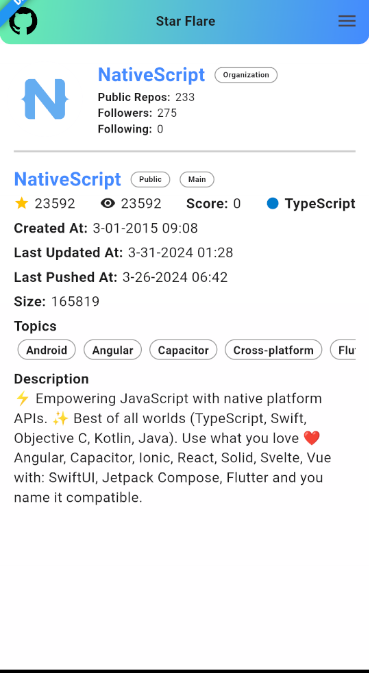 Star Flare
NativeScript Organization
Public Repos: 233
Followers: 275
Following: 0
NativeScript Public Main
23592 23592 Score: 0 TypeScript
Created At: 3-01-2015 09:08
Last Updated At: 3-31-2024 01:28
Last Pushed At: 3-26-2024 06:42
Size: 165819
Topics
Android Angular Capacitor Cross-platform
Description
⚡ Empowering JavaScript with native platform
APIs. ✨ Best of all worlds (TypeScript, Swift,
Objective C, Kotlin, Java). Use what you love ❤️
Angular, Capacitor, Ionic, React, Solid, Svelte, Vue
with: SwiftUI, Jetpack Compose, Flutter and you
name it compatible.